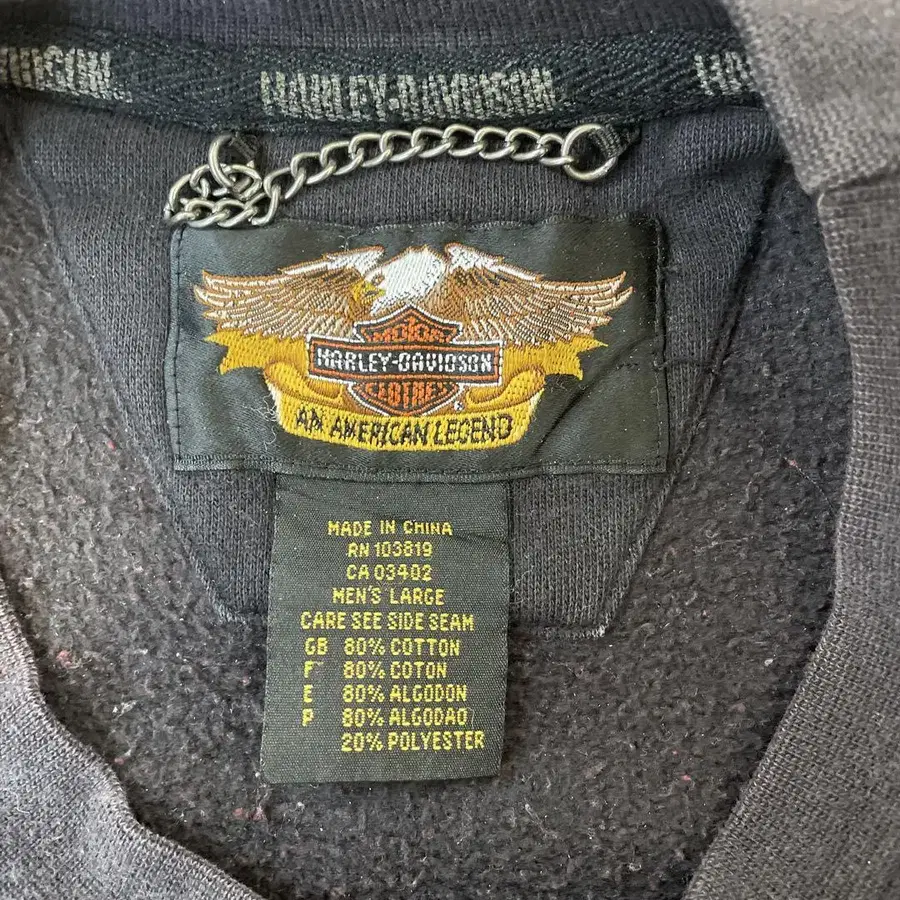 HARLEY-DAVIDSON
MOTOR
HARLEY-DAVIDSON
CLOTHES
®
AN AMERICAN LEGEND
MADE IN CHINA
RN 103819
CA 03402
MEN'S LARGE
CARE SEE SIDE SEAM
GB 80% COTTON
F 80% COTON
E 80% ALGODON
P 80% ALGODAO
20% POLYESTER